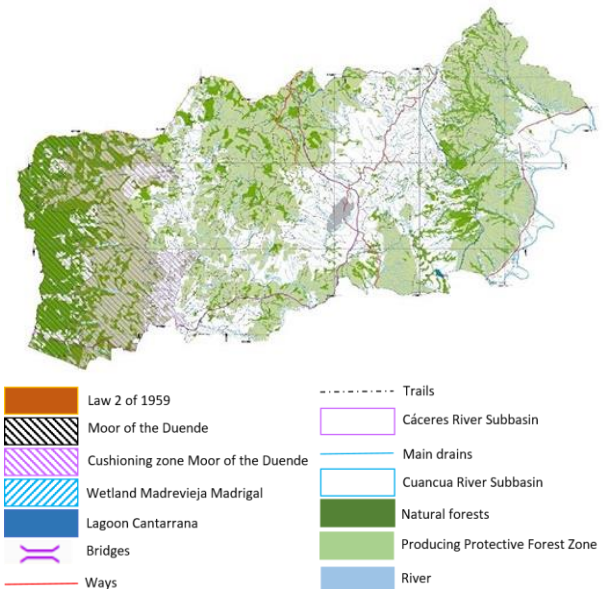 Law 2 of 1959
Moor of the Duende
Cushioning zone Moor of the Duende
Wetland Madrevieja Madrigal
Lagoon Cantarrana
Bridges
Ways
Trails
Cáceres River Subbasin
Main drains
Cuancua River Subbasin
Natural forests
Producing Protective Forest Zone
River